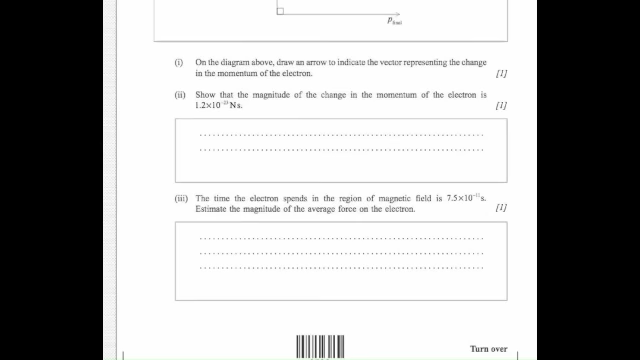 P final
(i) On the diagram above, draw an arrow to indicate the vector representing the change
in the momentum of the electron. [1]
(ii) Show that the magnitude of the change in the momentum of the electron is
1.2×10⁻²³ N s. [1]
(iii) The time the electron spends in the region of magnetic field is 7.5×10⁻¹¹ s.
Estimate the magnitude of the average force on the electron. [1]
Turn over